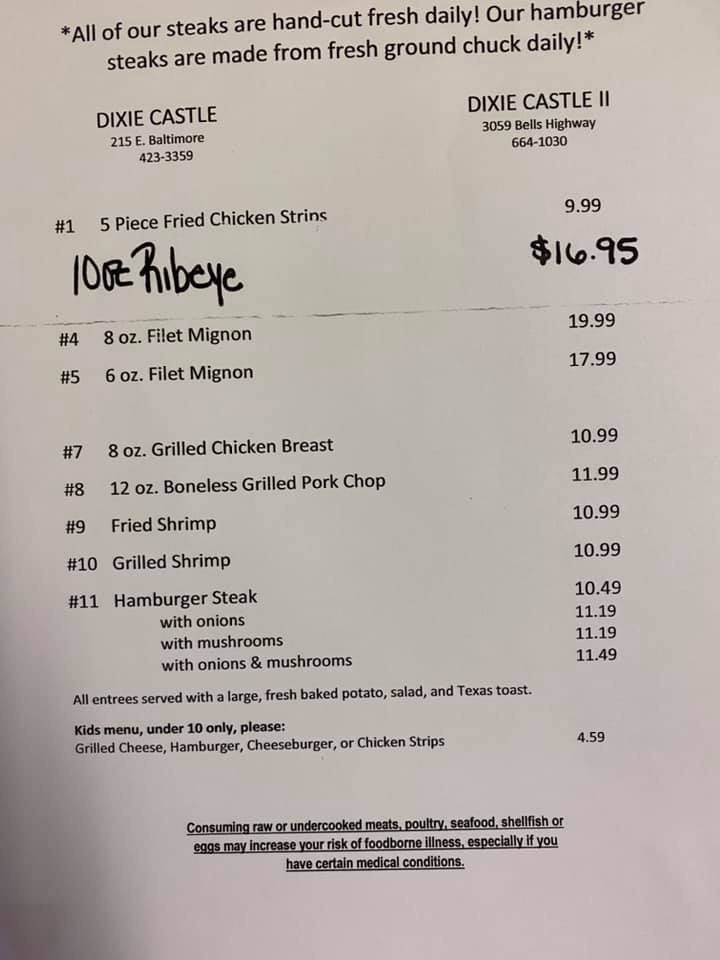 *All of our steaks are hand-cut fresh daily! Our hamburger
steaks are made from fresh ground chuck daily!*
DIXIE CASTLE
215 E. Baltimore
423-3359
DIXIE CASTLE II
3059 Bells Highway
664-1030
#1 5 Piece Fried Chicken Strips 9.99
10oz Ribeye $16.95
#4 8 oz. Filet Mignon 19.99
#5 6 oz. Filet Mignon 17.99
#7 8 oz. Grilled Chicken Breast 10.99
#8 12 oz. Boneless Grilled Pork Chop 11.99
#9 Fried Shrimp 10.99
#10 Grilled Shrimp 10.99
#11 Hamburger Steak 10.49
with onions 11.19
with mushrooms 11.19
with onions & mushrooms 11.49
All entrees served with a large, fresh baked potato, salad, and Texas toast.
Kids menu, under 10 only, please:
Grilled Cheese, Hamburger, Cheeseburger, or Chicken Strips 4.59
Consuming raw or undercooked meats, poultry, seafood, shellfish or
eggs may increase your risk of foodborne illness, especially if you
have certain medical conditions.